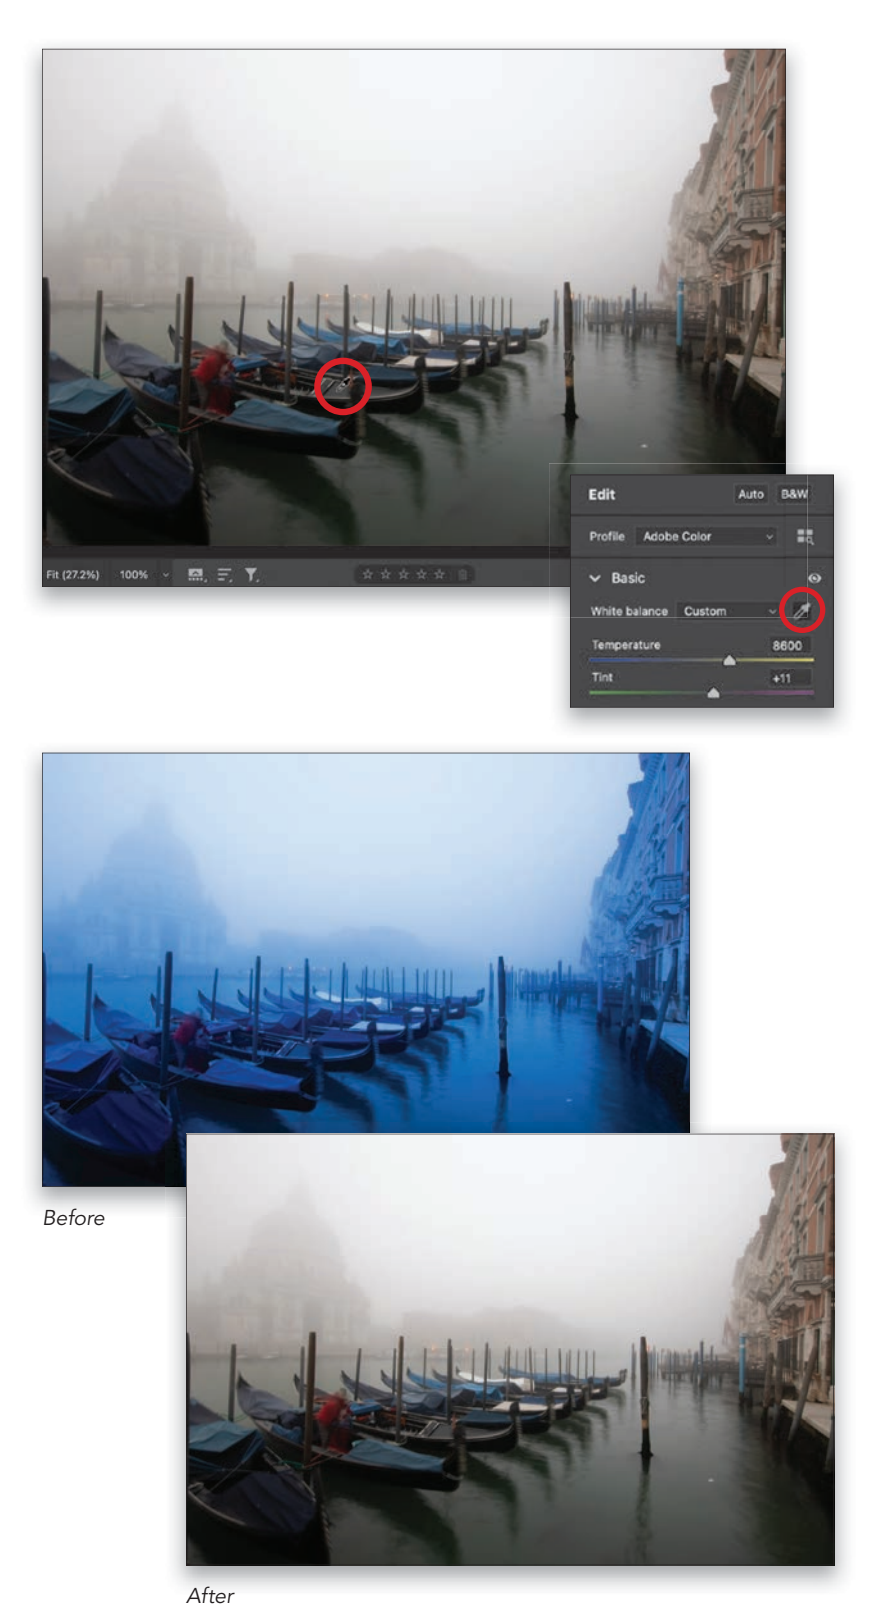 Edit
Auto B&W
Profile Adobe Color
Fit (27.2%) 100%
Basic
White balance Custom
Temperature 8600
Tint +11
Before
After